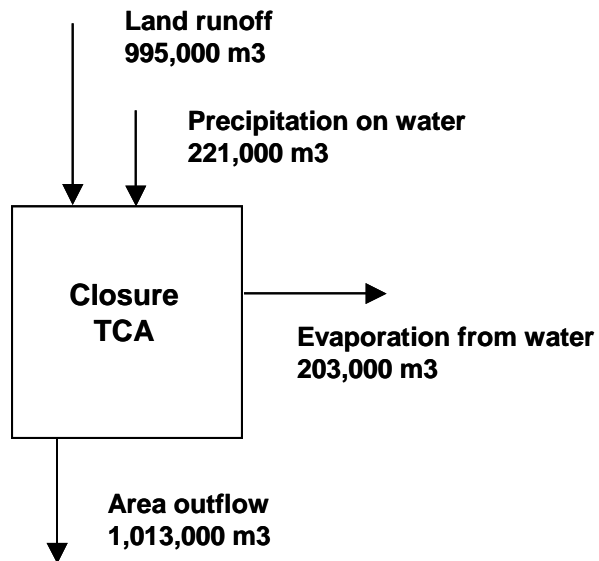 Land runoff
995,000 m3
Precipitation on water
221,000 m3
Closure
TCA
Evaporation from water
203,000 m3
Area outflow
1,013,000 m3